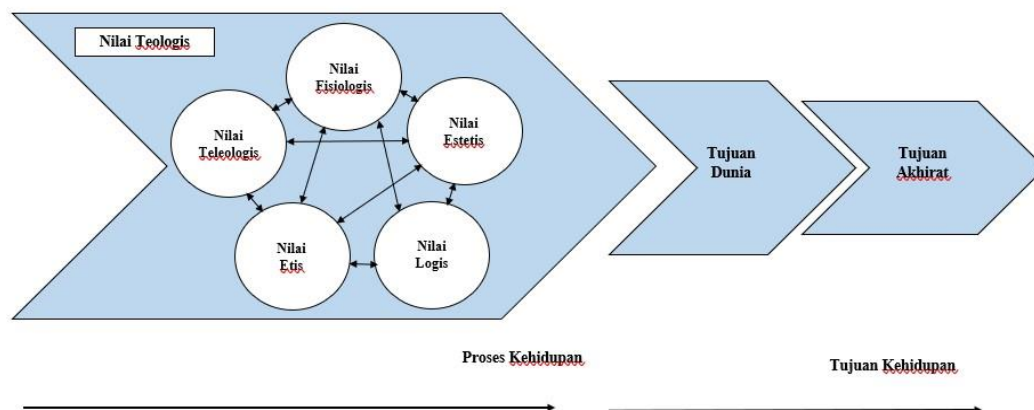 Nilai Teologis
Nilai
Fisiologis
Nilai
Estetis
Nilai
Teleologis
Nilai
Etis
Nilai
Logis
Tujuan
Dunia
Tujuan
Akhirat
Proses Kehidupan
Tujuan Kehidupan